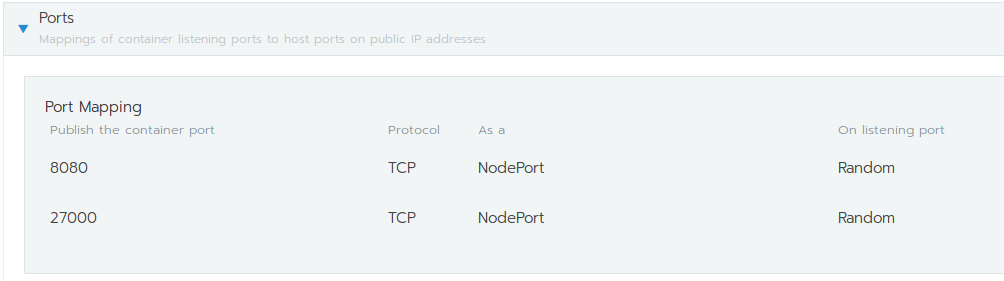 Ports
Mappings of container listening ports to host ports on public IP addresses
Port Mapping
Publish the container port Protocol As a On listening port
8080 TCP NodePort Random
27000 TCP NodePort Random